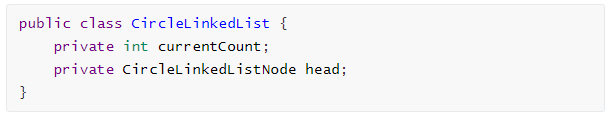 public class CircleLinkedList {
    private int currentCount;
    private CircleLinkedListNode head;
}